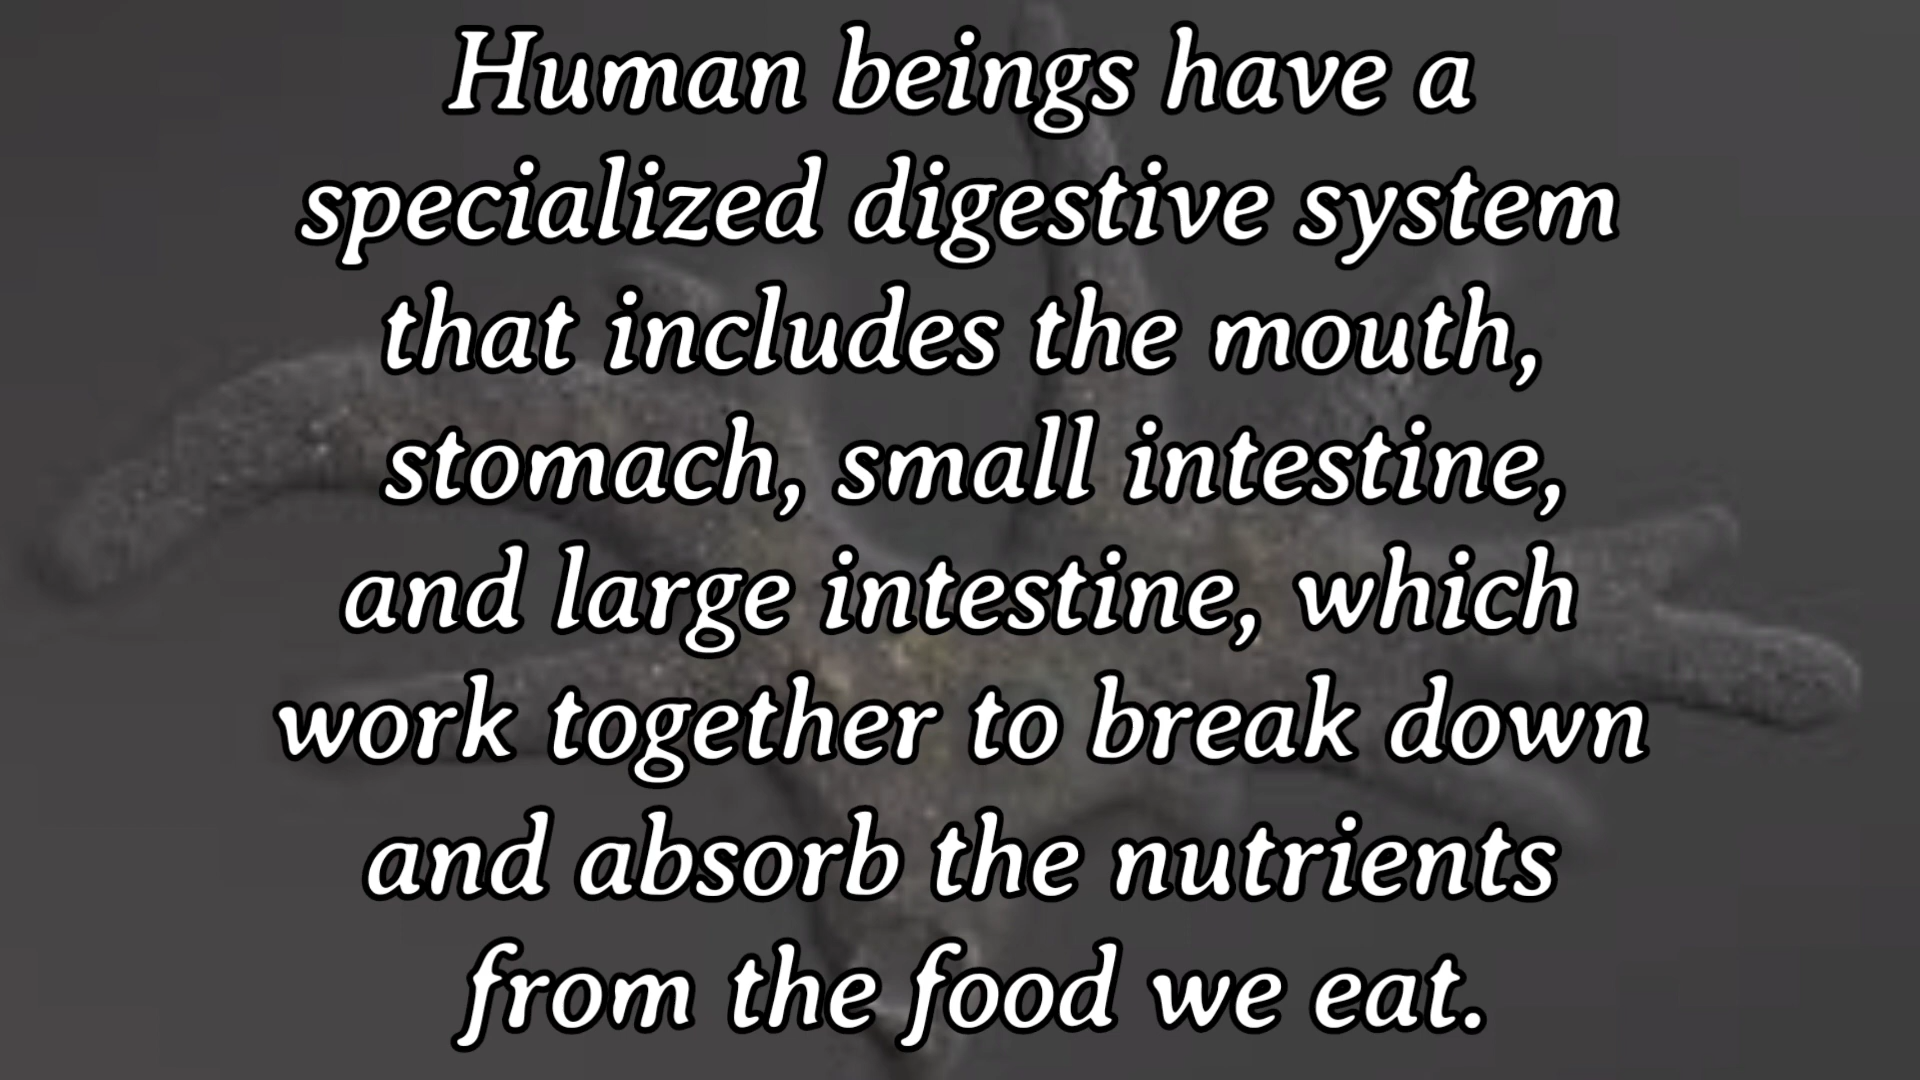 Human beings have a
specialized digestive system
that includes the mouth,
stomach, small intestine,
and large intestine, which
work together to break down
and absorb the nutrients
from the food we eat.